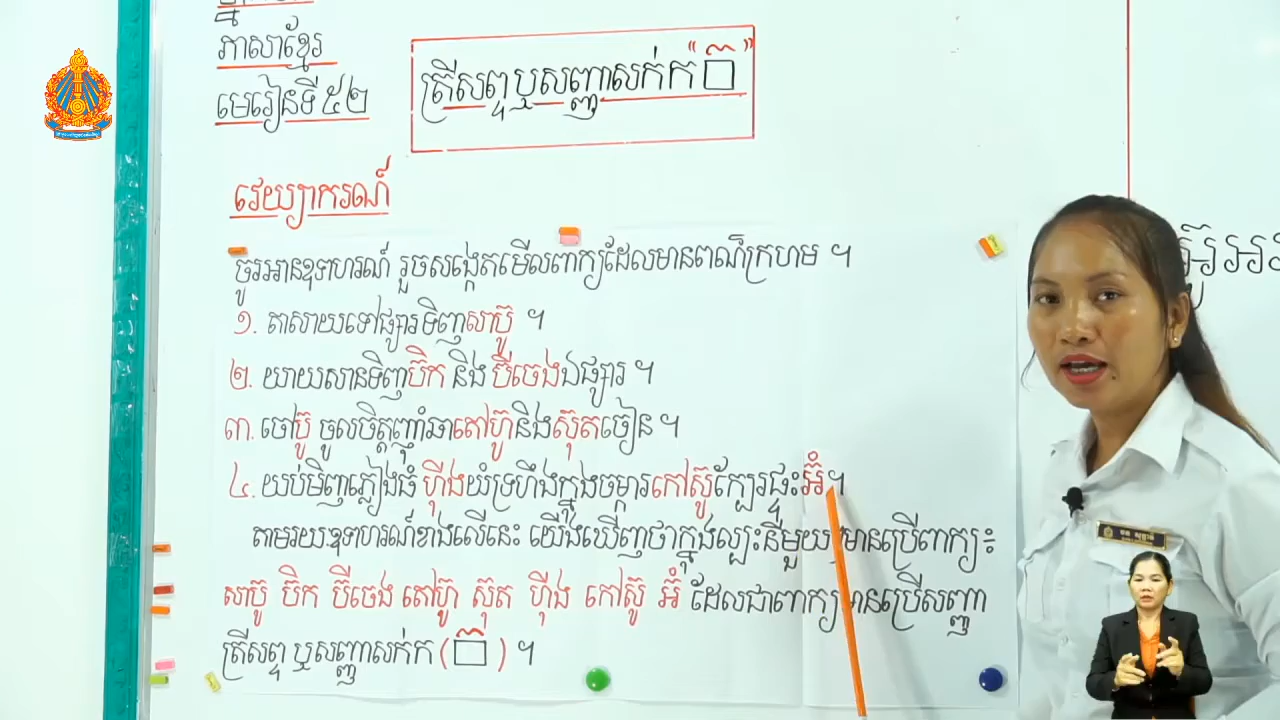 ភាសាខ្មែរ
មេរៀនទី ៥២
ត្រីសព្ទ ឬសញ្ញាសក់ក "៊"
វេយ្យាករណ៍
ចូរអានឧទាហរណ៍ រួចសង្កេតមើលពាក្យដែលមានពណ៌ក្រហម ។
១. តាសាយទៅផ្សារទិញសាប៊ូ ។
២. យាយសានទិញប៊ិក និង ប៊ីចេងឯផ្សារ ។
៣. ចៅប៊ូ ចូលចិត្តញ៉ាំឆាតៅហ៊ូនិងស៊ុតចៀន ។
៤. យប់មិញភ្លៀងធំ ហ៊ីងយំទ្រហឹងក្នុងចម្ការកៅស៊ូក្បែរផ្ទះអ៊ំ។
តាមរយឧទាហរណ៍ខាងលើនេះ យើងឃើញថាក្នុងល្បះនីមួយៗមានប្រើពាក្យ៖
សាប៊ូ ប៊ិក ប៊ីចេង តៅហ៊ូ ស៊ុត ហ៊ីង កៅស៊ូ អ៊ំ ដែលជាពាក្យមានប្រើសញ្ញា
ត្រីសព្ទ ឬសញ្ញាសក់ក (៊) ។